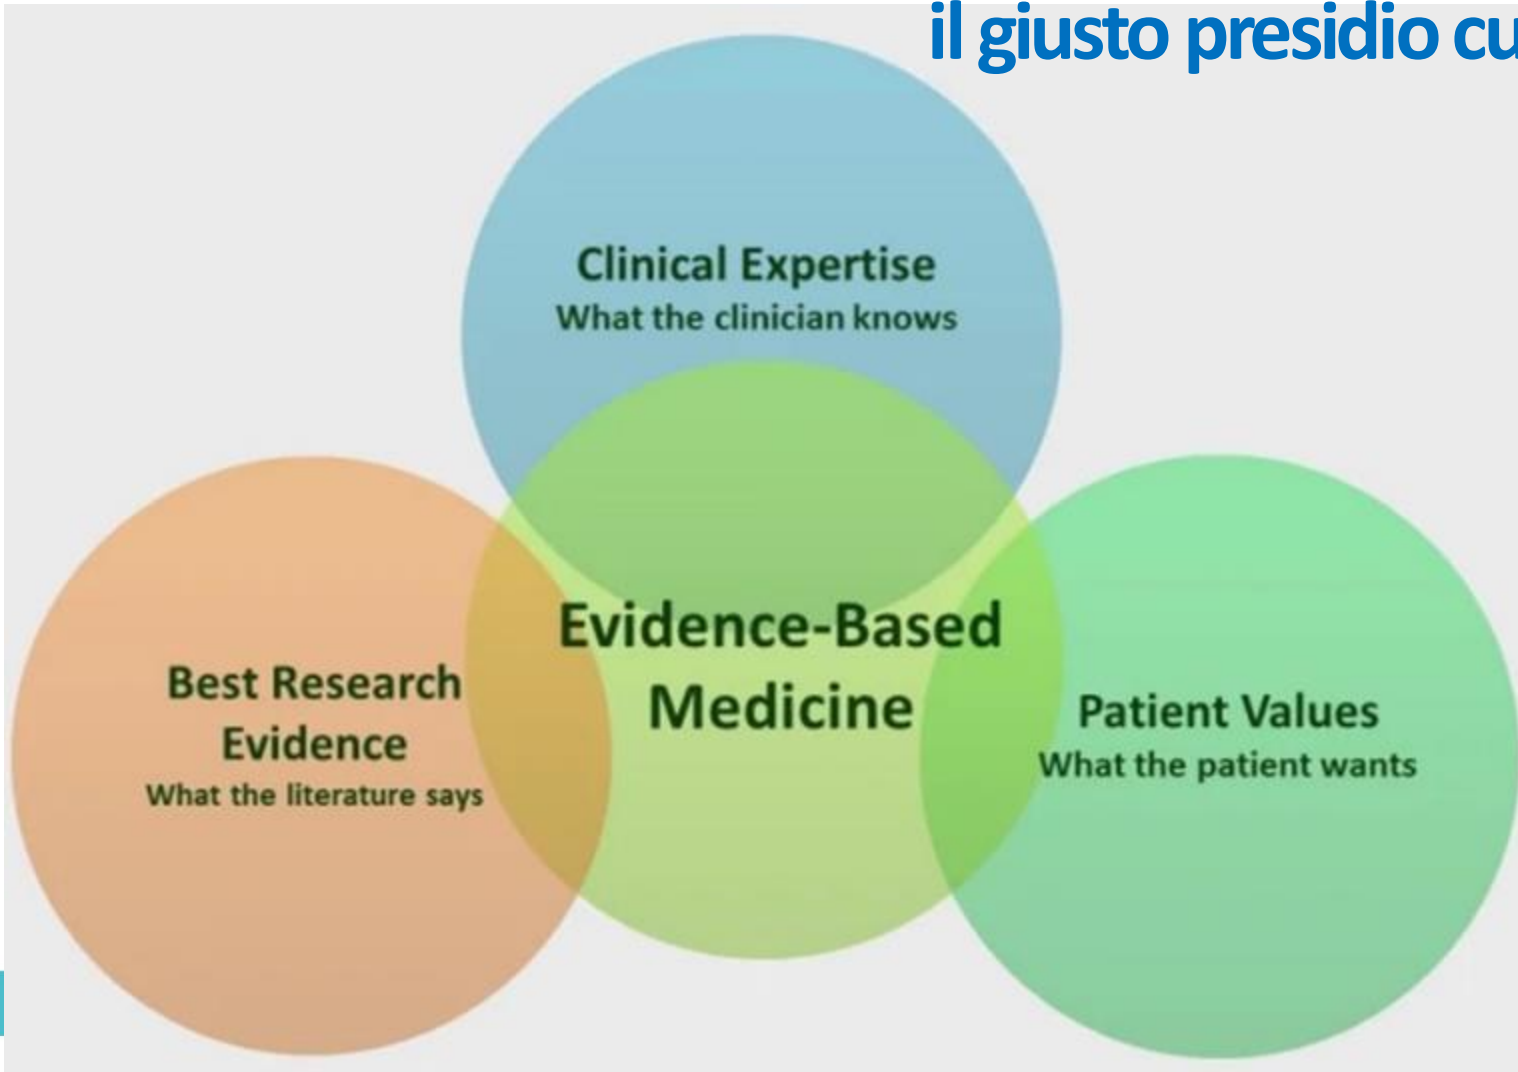 il giusto presidio cu
Clinical Expertise
What the clinician knows
Evidence-Based
Medicine
Best Research
Evidence
What the literature says
Patient Values
What the patient wants